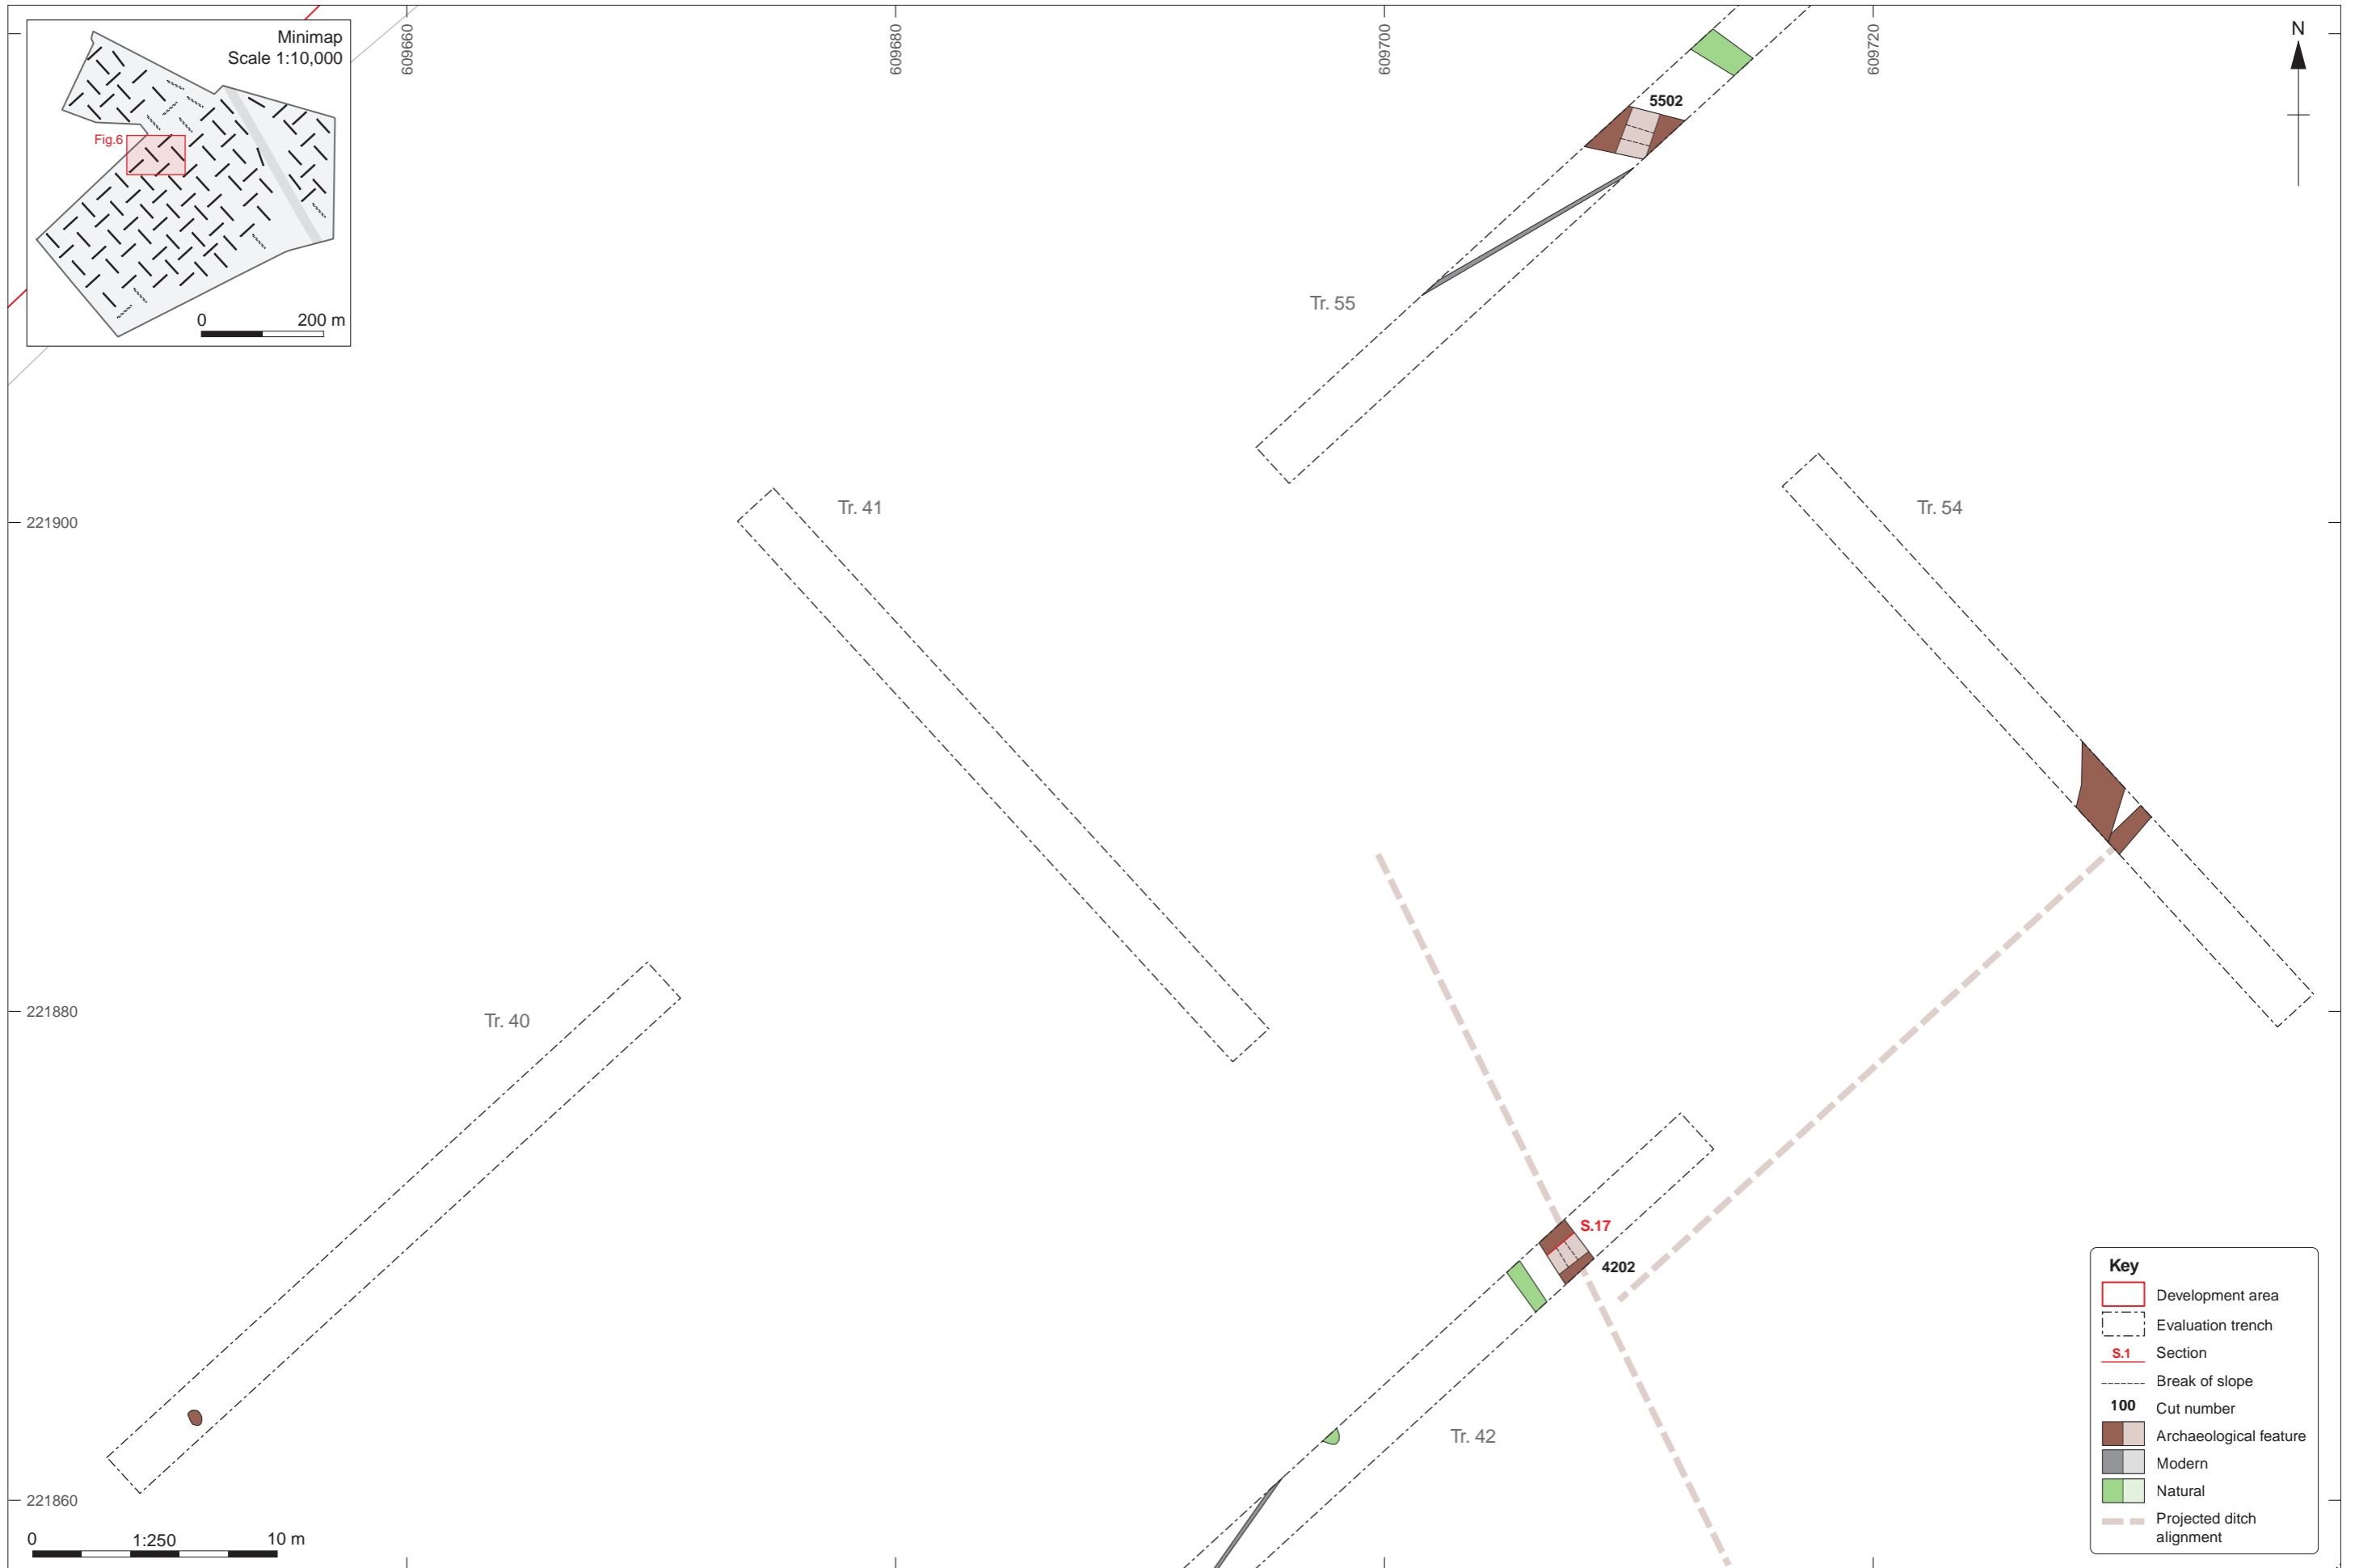 Minimap
Scale 1:10,000
Fig.6
0 200 m
609660
609680
609700
609720
N
5502
Tr. 55
221900
Tr. 41
Tr. 54
221880
Tr. 40
S.17
4202
Tr. 42
221860
0 1:250 10 m
Key
Development area
Evaluation trench
S.1 Section
Break of slope
100 Cut number
Archaeological feature
Modern
Natural
Projected ditch
alignment